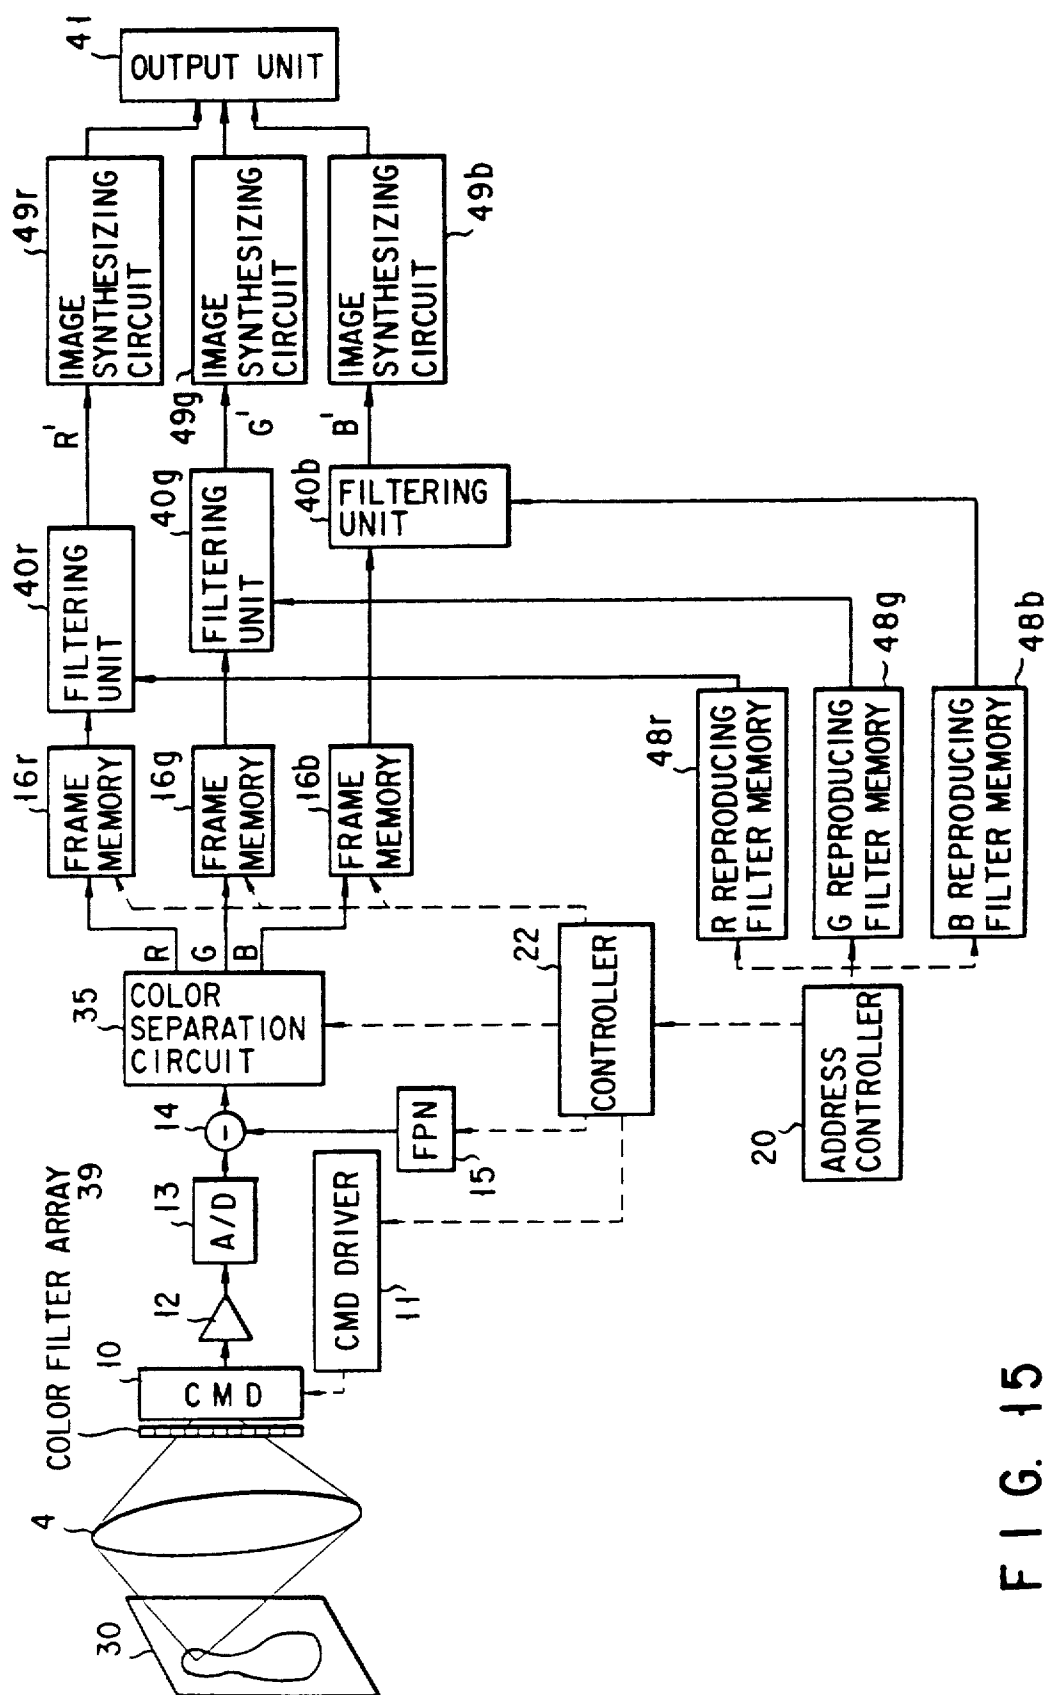 30
4
COLOR FILTER ARRAY
39
10
CMD
12
13
A/D
14
CMD DRIVER
11
FPN
15
35
COLOR
SEPARATION
CIRCUIT
R
G
B
22
CONTROLLER
20
ADDRESS
CONTROLLER
16r
FRAME
MEMORY
16g
FRAME
MEMORY
16b
FRAME
MEMORY
48r
R REPRODUCING
FILTER MEMORY
G REPRODUCING
FILTER MEMORY
48g
B REPRODUCING
FILTER MEMORY
48b
40r
FILTERING
UNIT
40g
FILTERING
UNIT
40b
FILTERING
UNIT
R'
G'
B'
49r
IMAGE
SYNTHESIZING
CIRCUIT
49g
IMAGE
SYNTHESIZING
CIRCUIT
IMAGE
SYNTHESIZING
CIRCUIT
49b
41
OUTPUT UNIT
–
FIG. 15